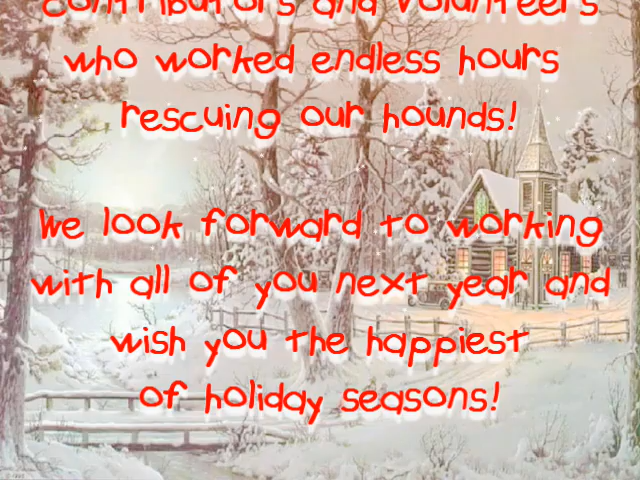 contributors and volunteers
who worked endless hours
rescuing our hounds!
We look forward to working
with all of you next year and
wish you the happiest
of holiday seasons!